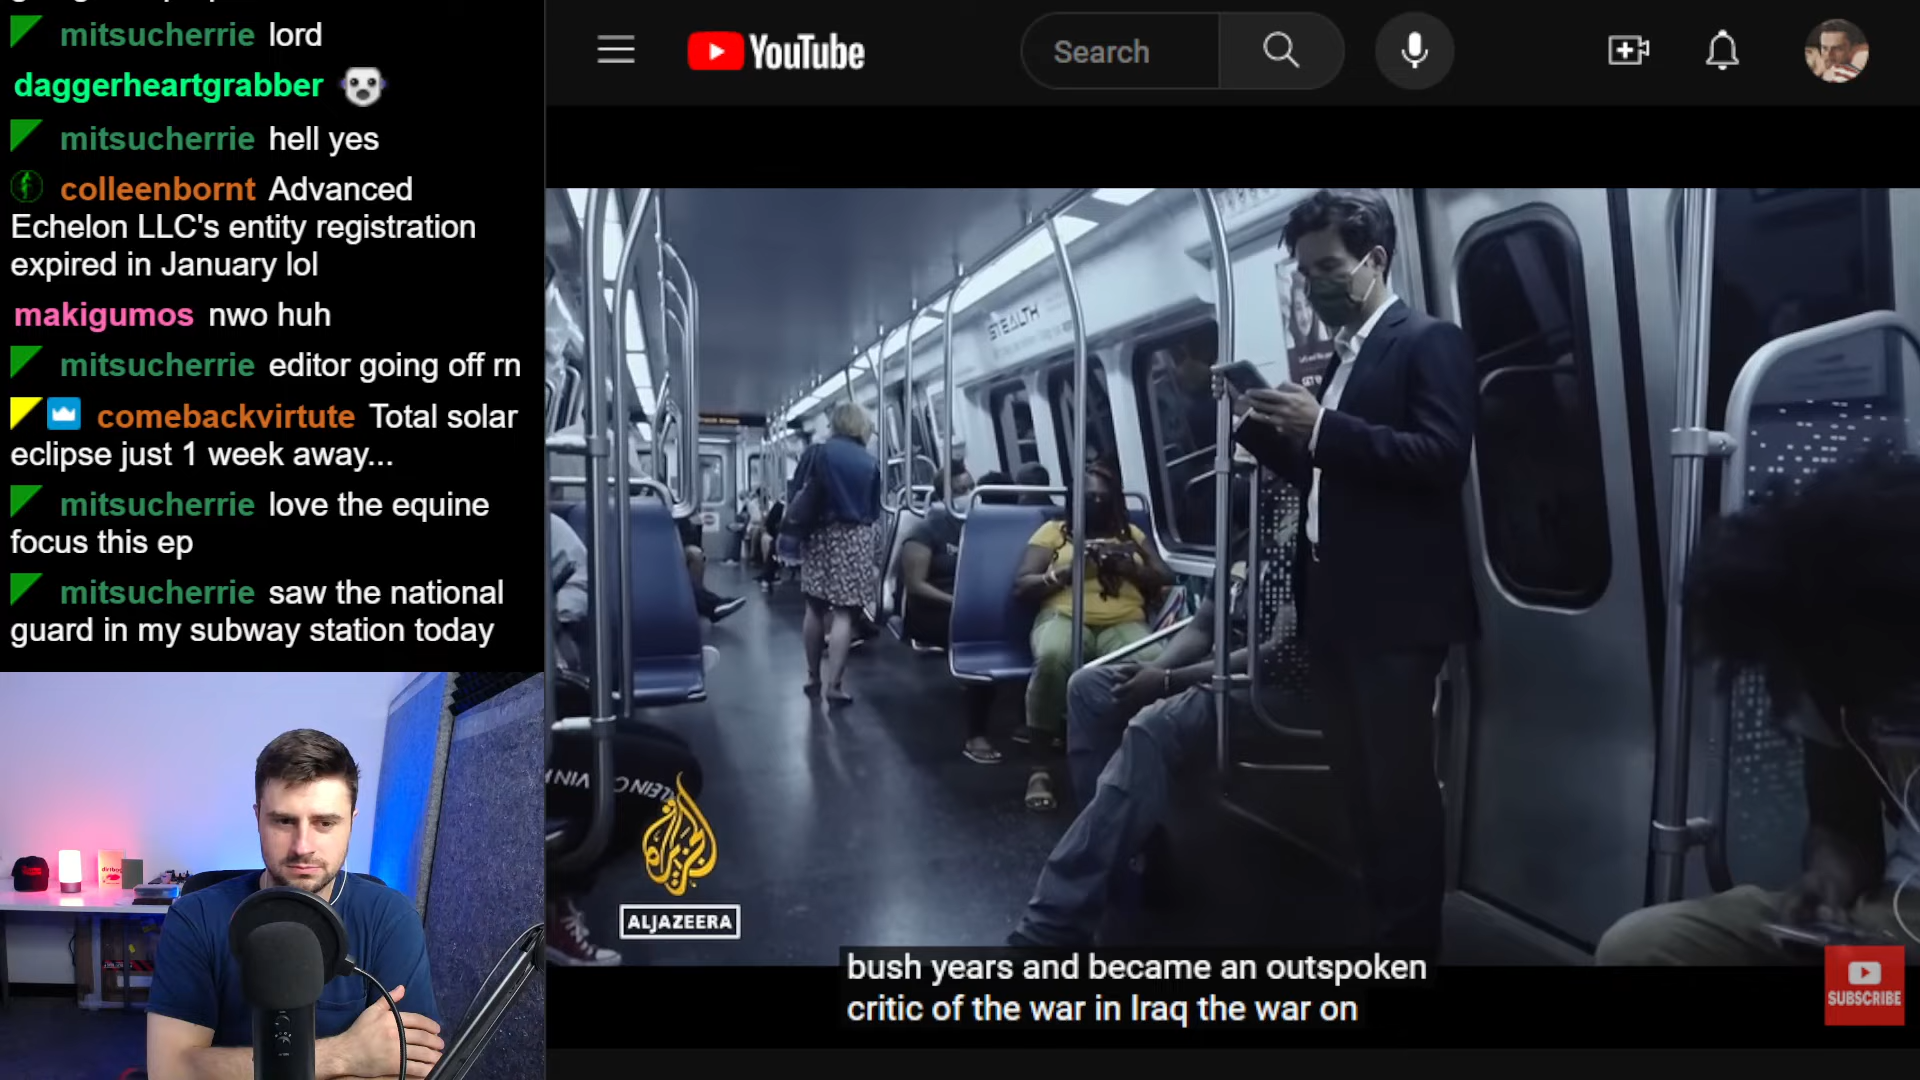 mitsucherrie lord
daggerheartgrabber
mitsucherrie hell yes
colleenbornt Advanced
Echelon LLC's entity registration
expired in January lol
makigumos nwo huh
mitsucherrie editor going off rn
comebackvirtute Total solar
eclipse just 1 week away...
mitsucherrie love the equine
focus this ep
mitsucherrie saw the national
guard in my subway station today
YouTube
Search
STEALTH
الجزيرة
ALJAZEERA
bush years and became an outspoken
critic of the war in Iraq the war on
SUBSCRIBE